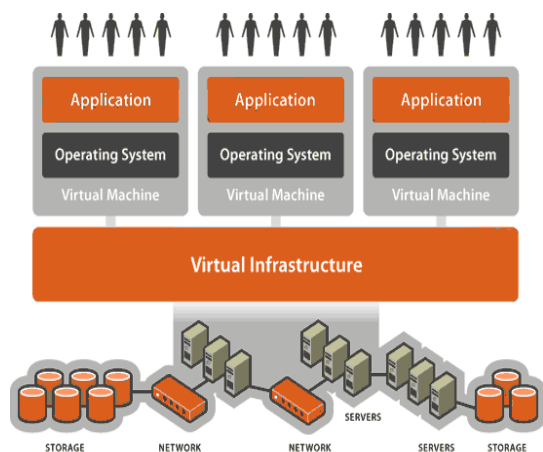 Application
Application
Application
Operating System
Operating System
Operating System
Virtual Machine
Virtual Machine
Virtual Machine
Virtual Infrastructure
SERVERS
STORAGE
NETWORK
NETWORK
SERVERS
STORAGE